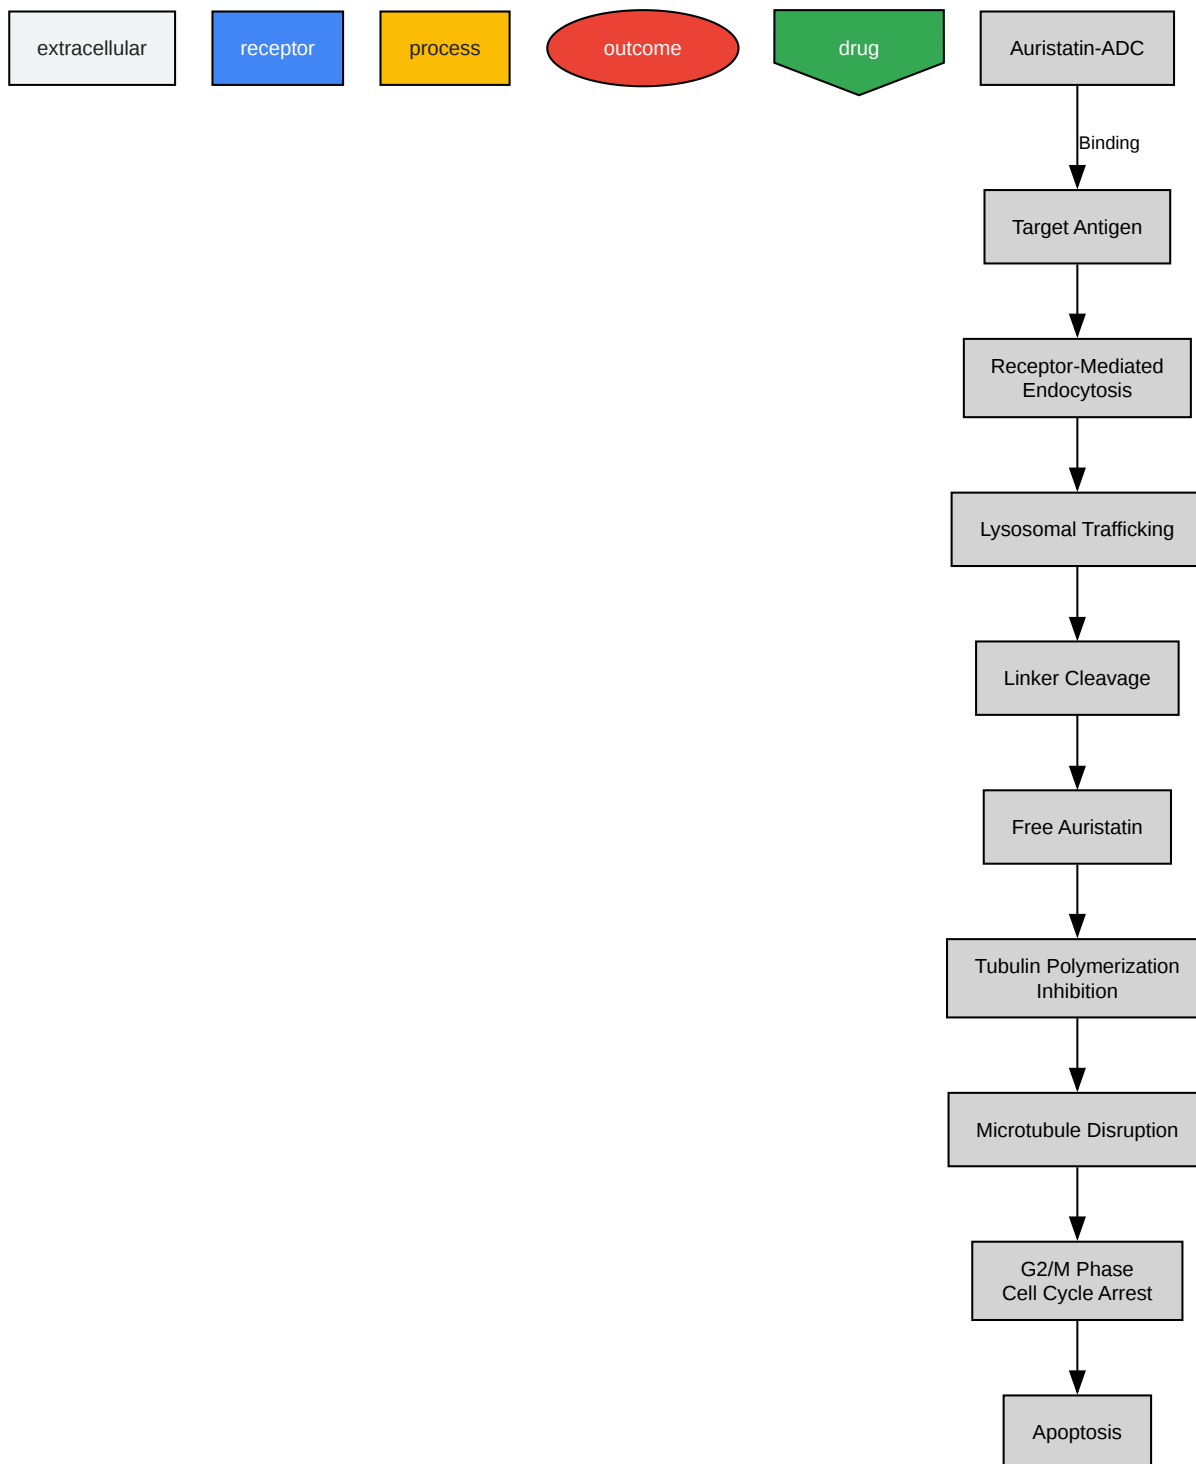 extracellular
receptor
process
outcome
drug
Auristatin-ADC
Binding
Target Antigen
Receptor-Mediated
Endocytosis
Lysosomal Trafficking
Linker Cleavage
Free Auristatin
Tubulin Polymerization
Inhibition
Microtubule Disruption
G2/M Phase
Cell Cycle Arrest
Apoptosis